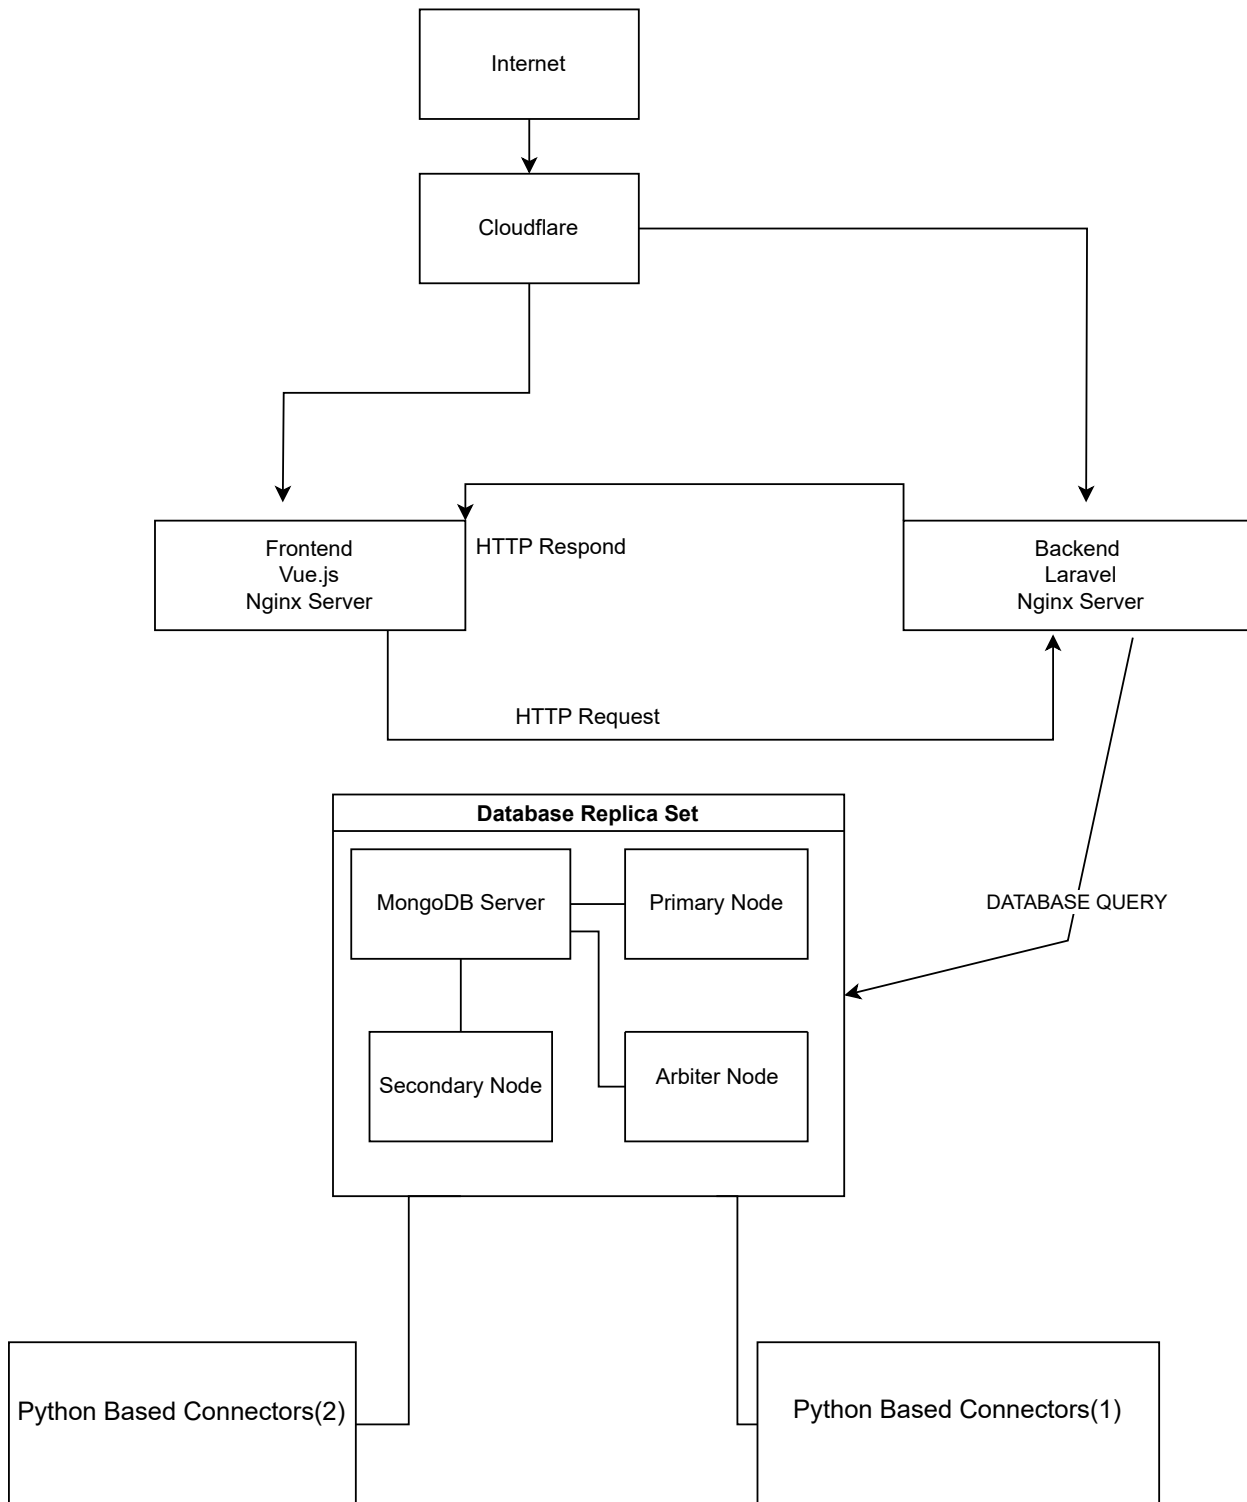 Internet
Cloudflare
HTTP Respond
Frontend
Vue.js
Nginx Server
Backend
Laravel
Nginx Server
HTTP Request
Database Replica Set
MongoDB Server
Primary Node
DATABASE QUERY
Secondary Node
Arbiter Node
Python Based Connectors(2)
Python Based Connectors(1)